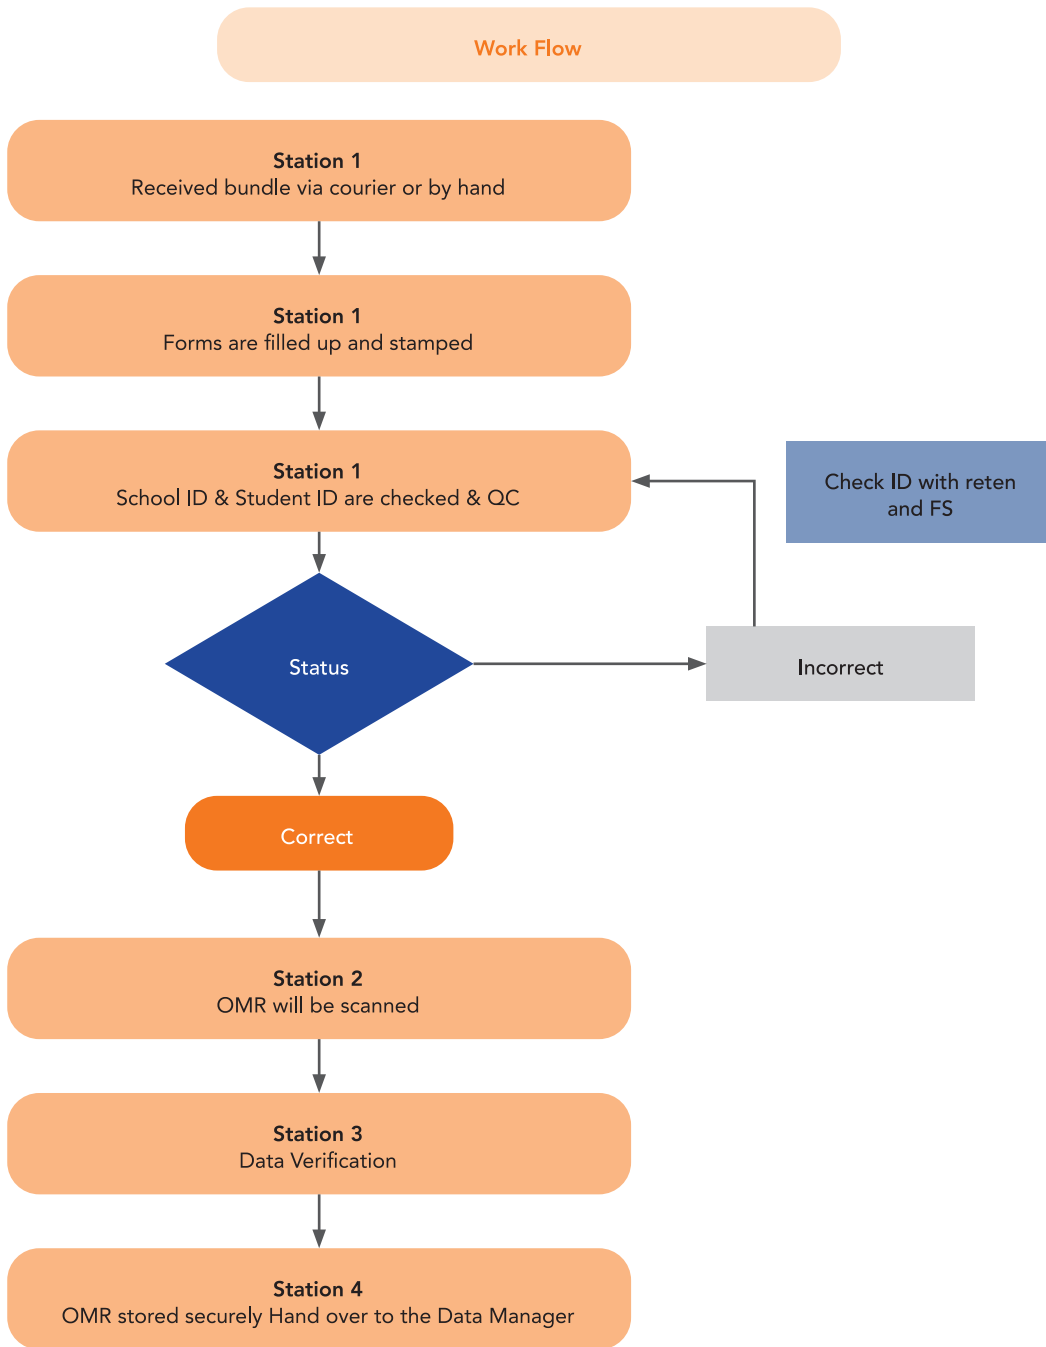 Work Flow
Station 1
Received bundle via courier or by hand
Station 1
Forms are filled up and stamped
Station 1
School ID & Student ID are checked & QC
Check ID with reten
and FS
Status
Incorrect
Correct
Station 2
OMR will be scanned
Station 3
Data Verification
Station 4
OMR stored securely Hand over to the Data Manager